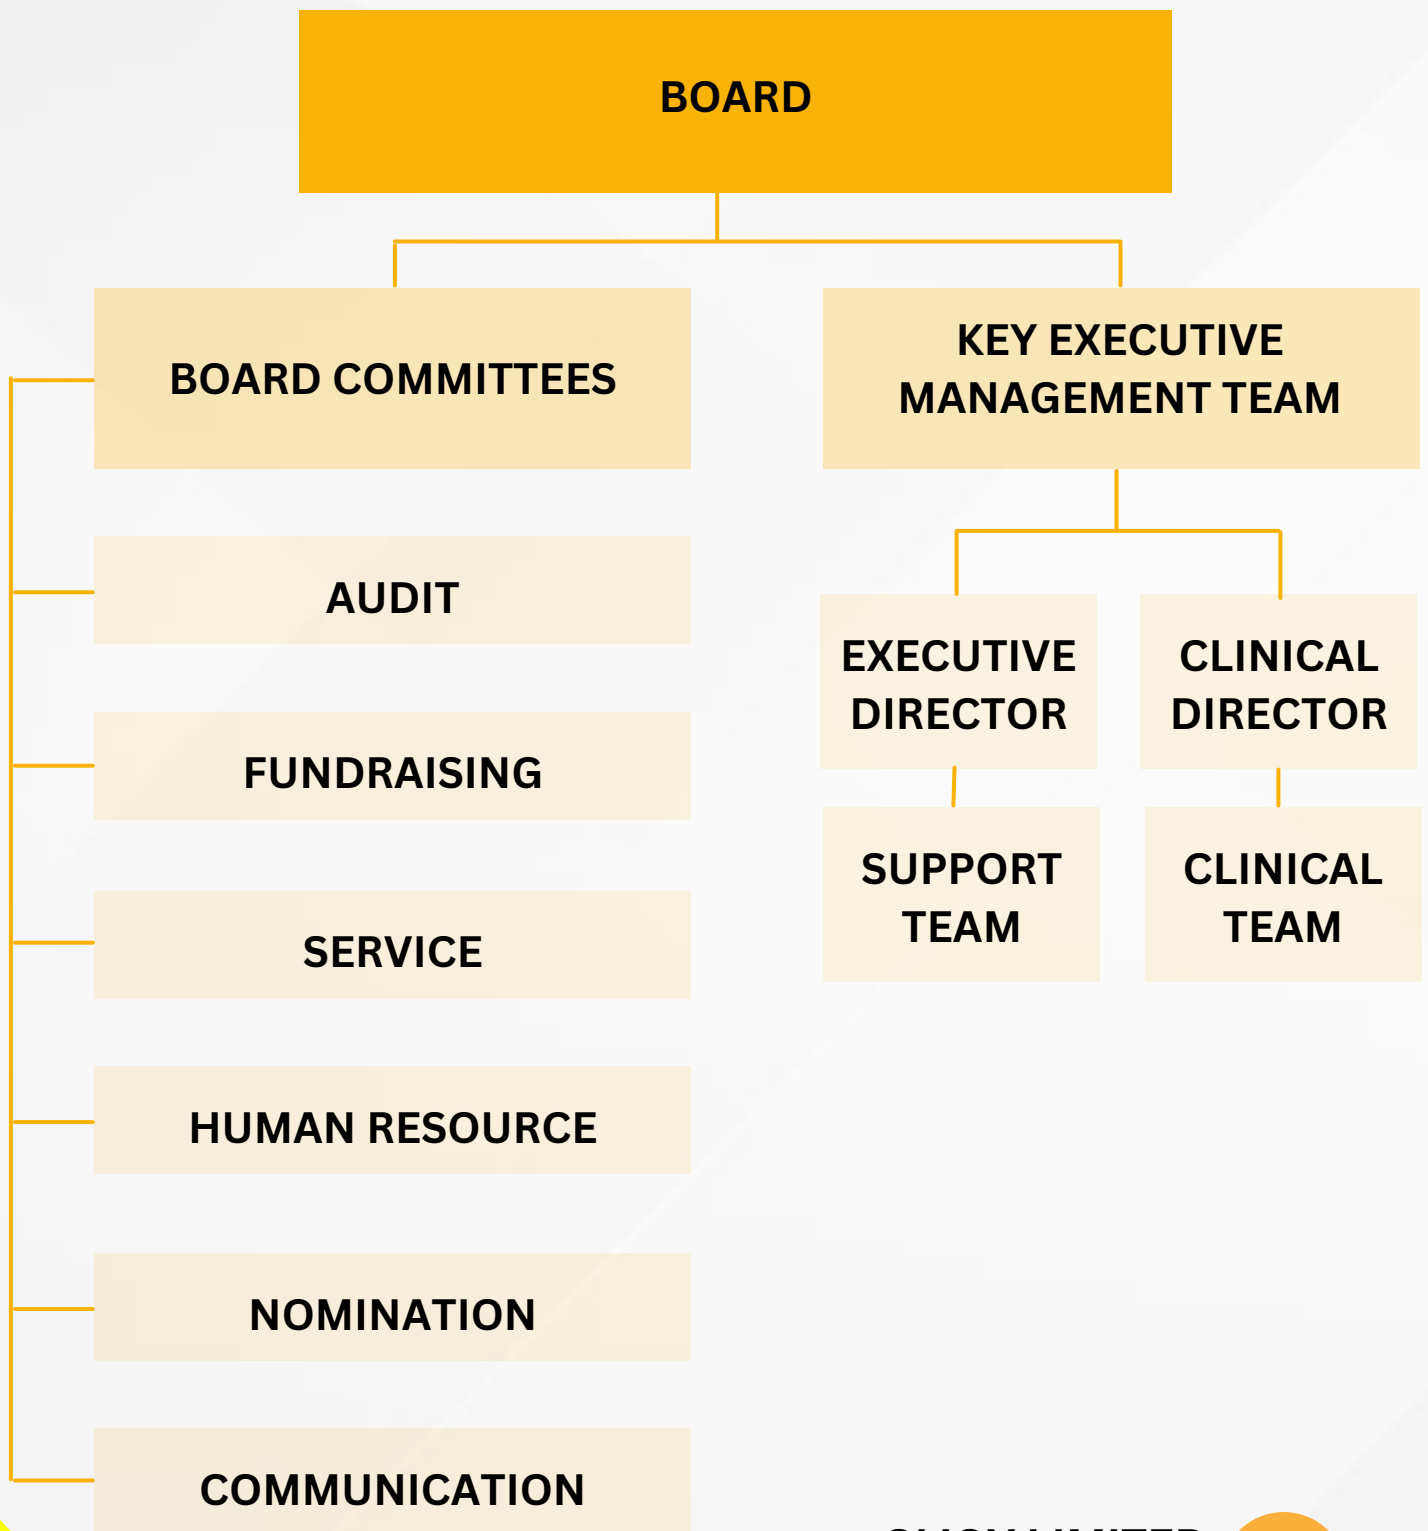 BOARD
BOARD COMMITTEES
KEY EXECUTIVE
MANAGEMENT TEAM
AUDIT
FUNDRAISING
SERVICE
HUMAN RESOURCE
NOMINATION
COMMUNICATION
EXECUTIVE
DIRECTOR
CLINICAL
DIRECTOR
SUPPORT
TEAM
CLINICAL
TEAM
LIMITED